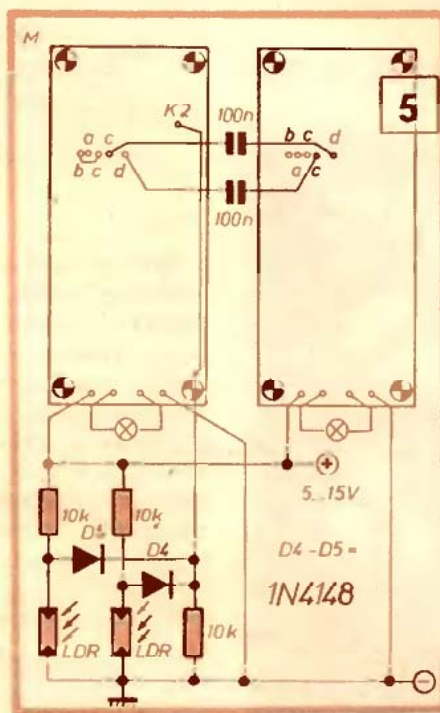 M
5
100n
K2
a c
b c d
b c d
a c
100n
5...15V
10k
10k
D5
D4
D4-D5=
1N4148
10k
LDR
LDR